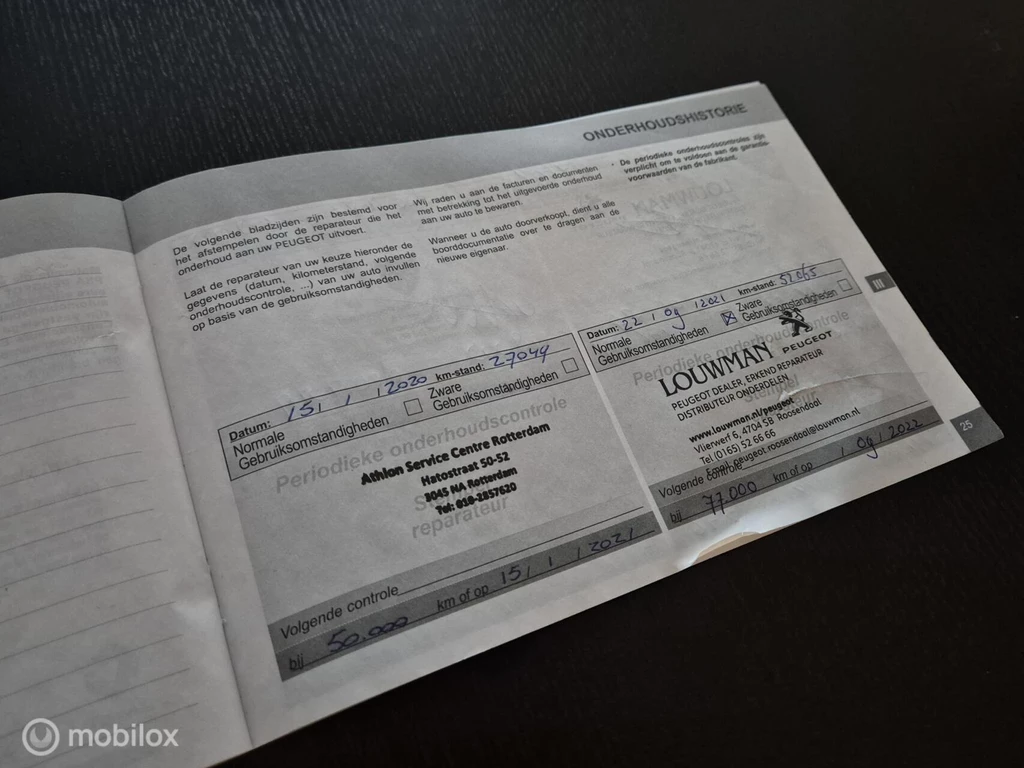 ONDERHOUDSHISTORIE
De volgende bladzijden zijn bestemd voor
het afstempelen door de reparateur die het
onderhoud aan uw PEUGEOT uitvoert.
Laat de reparateur van uw keuze hieronder de
gegevens (datum, kilometerstand, volgende
onderhoudscontrole, ...) van uw auto invullen
op basis van de gebruiksomstandigheden.
Wij raden u aan de facturen en documenten
met betrekking tot het uitgevoerde onderhoud
aan uw auto te bewaren.
Wanneer u de auto doorverkoopt, dient u alle
boorddocumentatie over te dragen aan de
nieuwe eigenaar.
• De periodieke onderhoudscontroles zijn
verplicht om te voldoen aan de garantie-
voorwaarden van de fabrikant.
Datum: 15 / 1 / 2020 km-stand: 27049
Normale
Gebruiksomstandigheden
Zware
Gebruiksomstandigheden
Periodieke onderhoudscontrole
Athlon Service Centre Rotterdam
Hatostraat 50-52
3045 NA Rotterdam
Tel: 010-2857620
reparateur
Volgende controle
bij 50.000 km of op 15 / 1 / 2021
Datum: 22 / 09 / 2021 km-stand: 52065
Normale
Gebruiksomstandigheden
Zware
Gebruiksomstandigheden
Periodieke onderhoudscontrole
LOUWMAN PEUGEOT
PEUGEOT DEALER, ERKEND REPARATEUR
DISTRIBUTEUR ONDERDELEN
www.louwman.nl/peugeot
Vlierwerf 6, 4704 SB Roosendaal
Tel (0165) 52 66 66
Email: peugeot.roosendaal@louwman.nl
Volgende controle
bij 77.000 km of op / 09 / 2022
III
25
mobilox